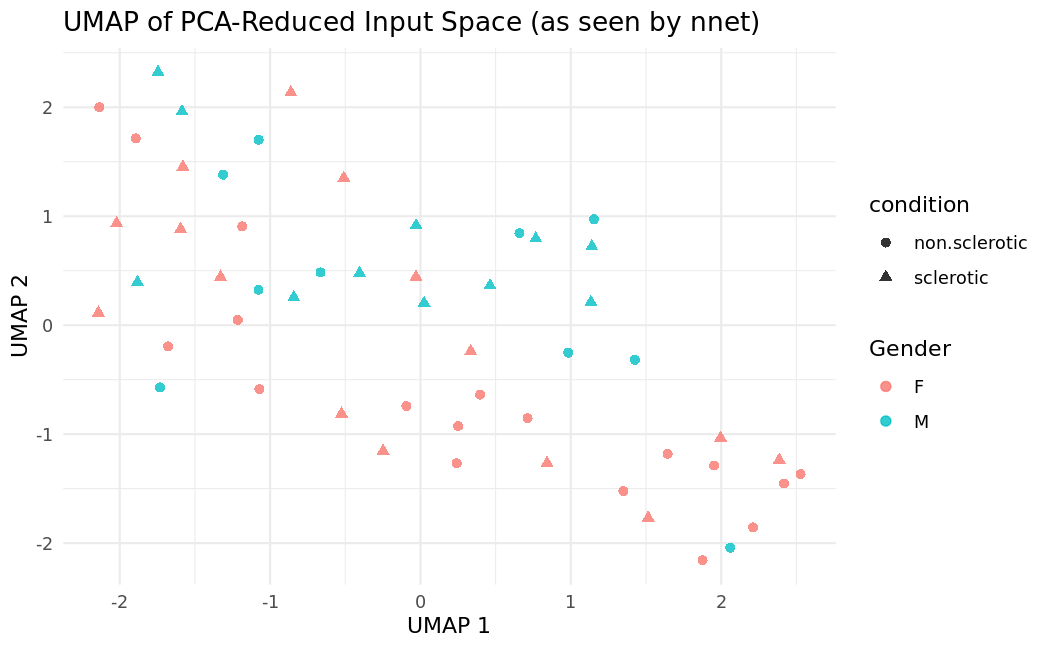 UMAP of PCA-Reduced Input Space (as seen by nnet)
2
1
0
-1
-2
UMAP 2
-2
-1
0
1
2
UMAP 1
condition
non.sclerotic
sclerotic
Gender
F
M